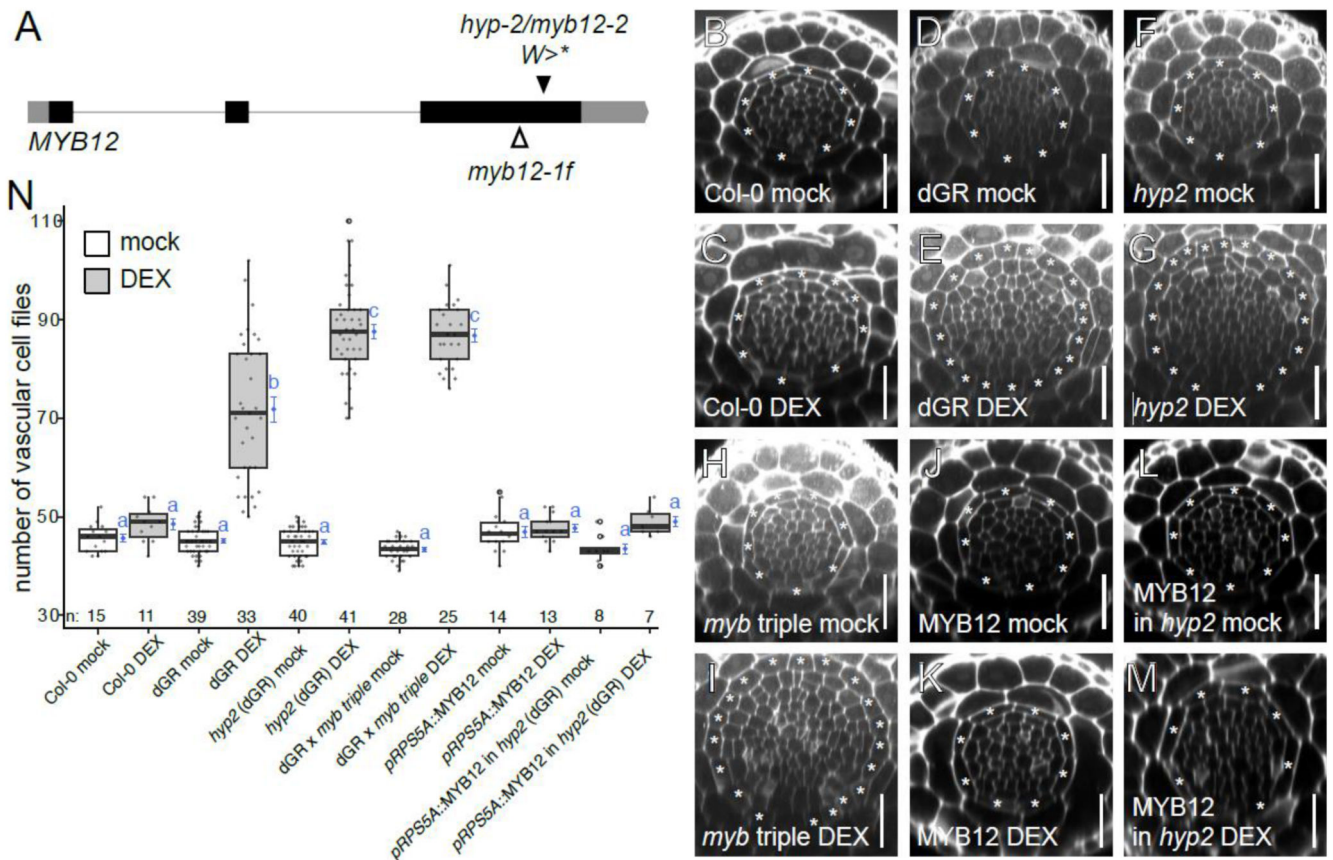 A
hyp-2/myb12-2
W>*
MYB12
myb12-1f
B
Col-0 mock
D
dGR mock
F
hyp2 mock
C
Col-0 DEX
E
dGR DEX
G
hyp2 DEX
H
myb triple mock
J
MYB12 mock
L
MYB12
in hyp2 mock
I
myb triple DEX
K
MYB12 DEX
M
MYB12
in hyp2 DEX
N
number of vascular cell files
110
90
70
50
30
mock
DEX
a
a
a
b
a
c
a
c
a
a
a
a
n: 15 11 39 33 40 41 28 25 14 13 8 7
Col-0 mock
Col-0 DEX
dGR mock
dGR DEX
hyp2 (dGR) mock
hyp2 (dGR) DEX
dGR x myb triple mock
dGR x myb triple DEX
pRPS5A::MYB12 mock
pRPS5A::MYB12 DEX
pRPS5A::MYB12 in hyp2 (dGR) mock
pRPS5A::MYB12 in hyp2 (dGR) DEX